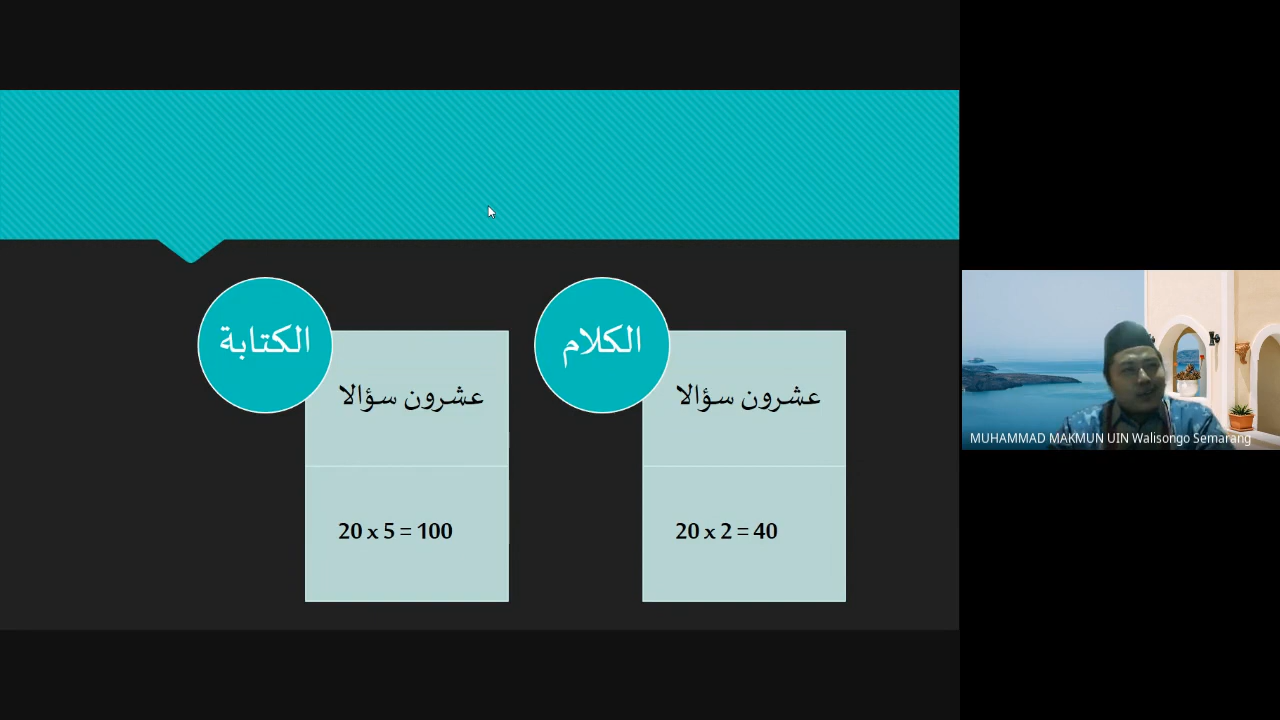 الكلام
عشرون سؤالا
20 x 2 = 40
الكتابة
عشرون سؤالا
20 x 5 = 100
MUHAMMAD MAKMUN UIN Walisongo Semarang